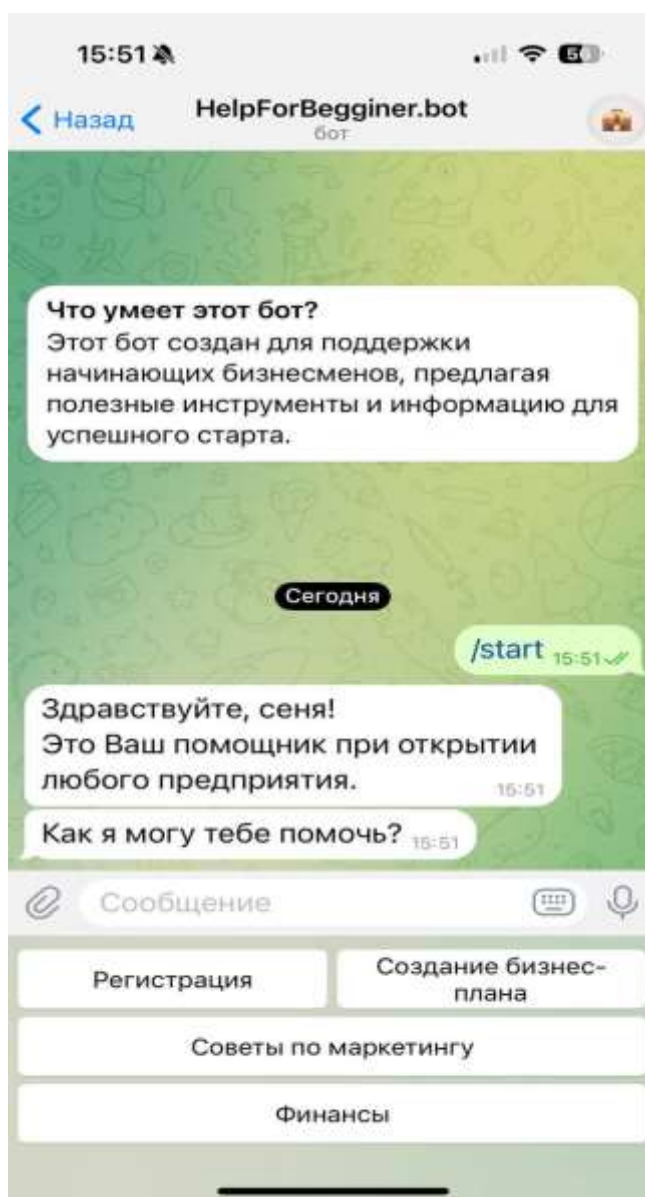 15:51
Назад
HelpForBegginer.bot
бот
Что умеет этот бот?
Этот бот создан для поддержки
начинающих бизнесменов, предлагая
полезные инструменты и информацию для
успешного старта.
Сегодня
/start 15:51
Здравствуйте, сеня!
Это Ваш помощник при открытии
любого предприятия. 15:51
Как я могу тебе помочь? 15:51
Сообщение
Регистрация
Создание бизнес-
плана
Советы по маркетингу
Финансы